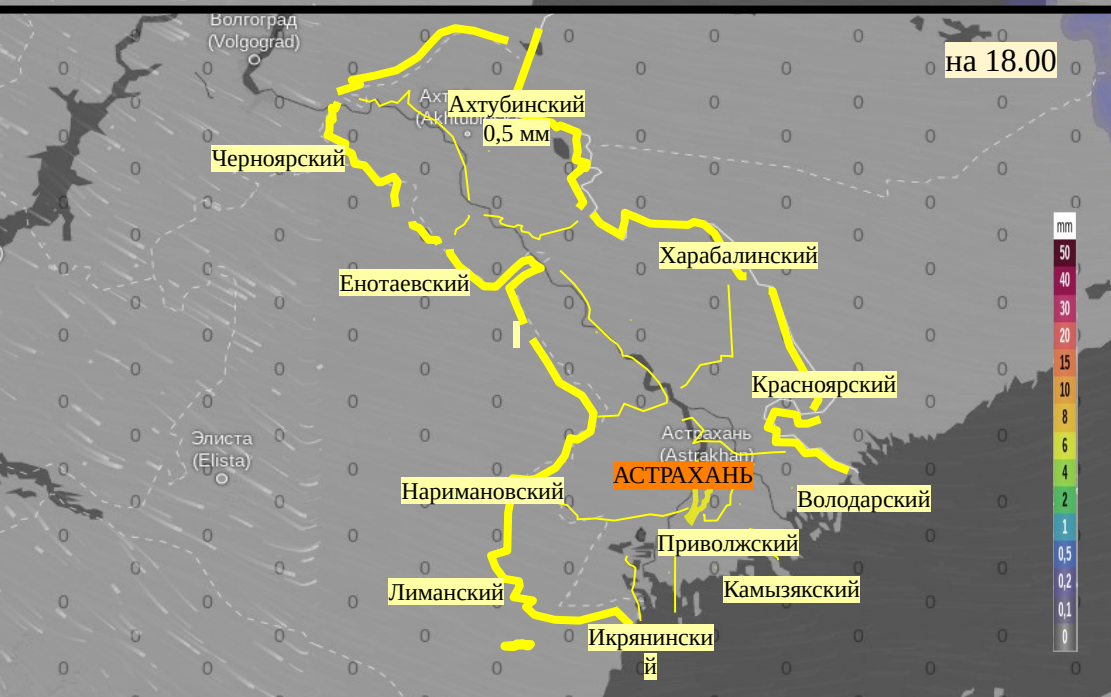 Волгоград
(Volgograd)
на 18.00
Ахтубинский
0,5 мм
Черноярский
Харабалинский
Енотаевский
Красноярский
Элиста
(Elista)
Астрахань
(Astrakhan)
АСТРАХАНЬ
Наримановский
Володарский
Приволжский
Лиманский
Камызякский
Икрянински
й
mm
50
40
30
20
15
10
8
6
4
2
1
0,5
0,2
0,1
0